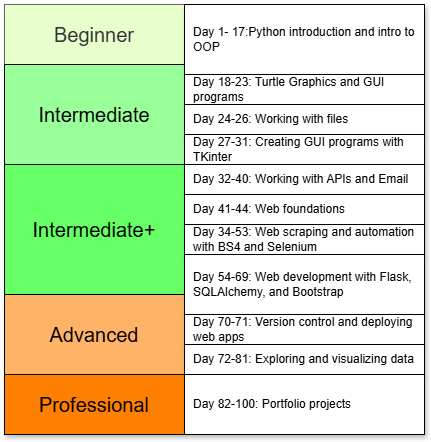 Beginner
Day 1- 17:Python introduction and intro to
OOP
Intermediate
Day 18-23: Turtle Graphics and GUI
programs
Day 24-26: Working with files
Day 27-31: Creating GUI programs with
TKinter
Intermediate+
Day 32-40: Working with APIs and Email
Day 41-44: Web foundations
Day 34-53: Web scraping and automation
with BS4 and Selenium
Day 54-69: Web development with Flask,
SQLAlchemy, and Bootstrap
Advanced
Day 70-71: Version control and deploying
web apps
Day 72-81: Exploring and visualizing data
Professional
Day 82-100: Portfolio projects